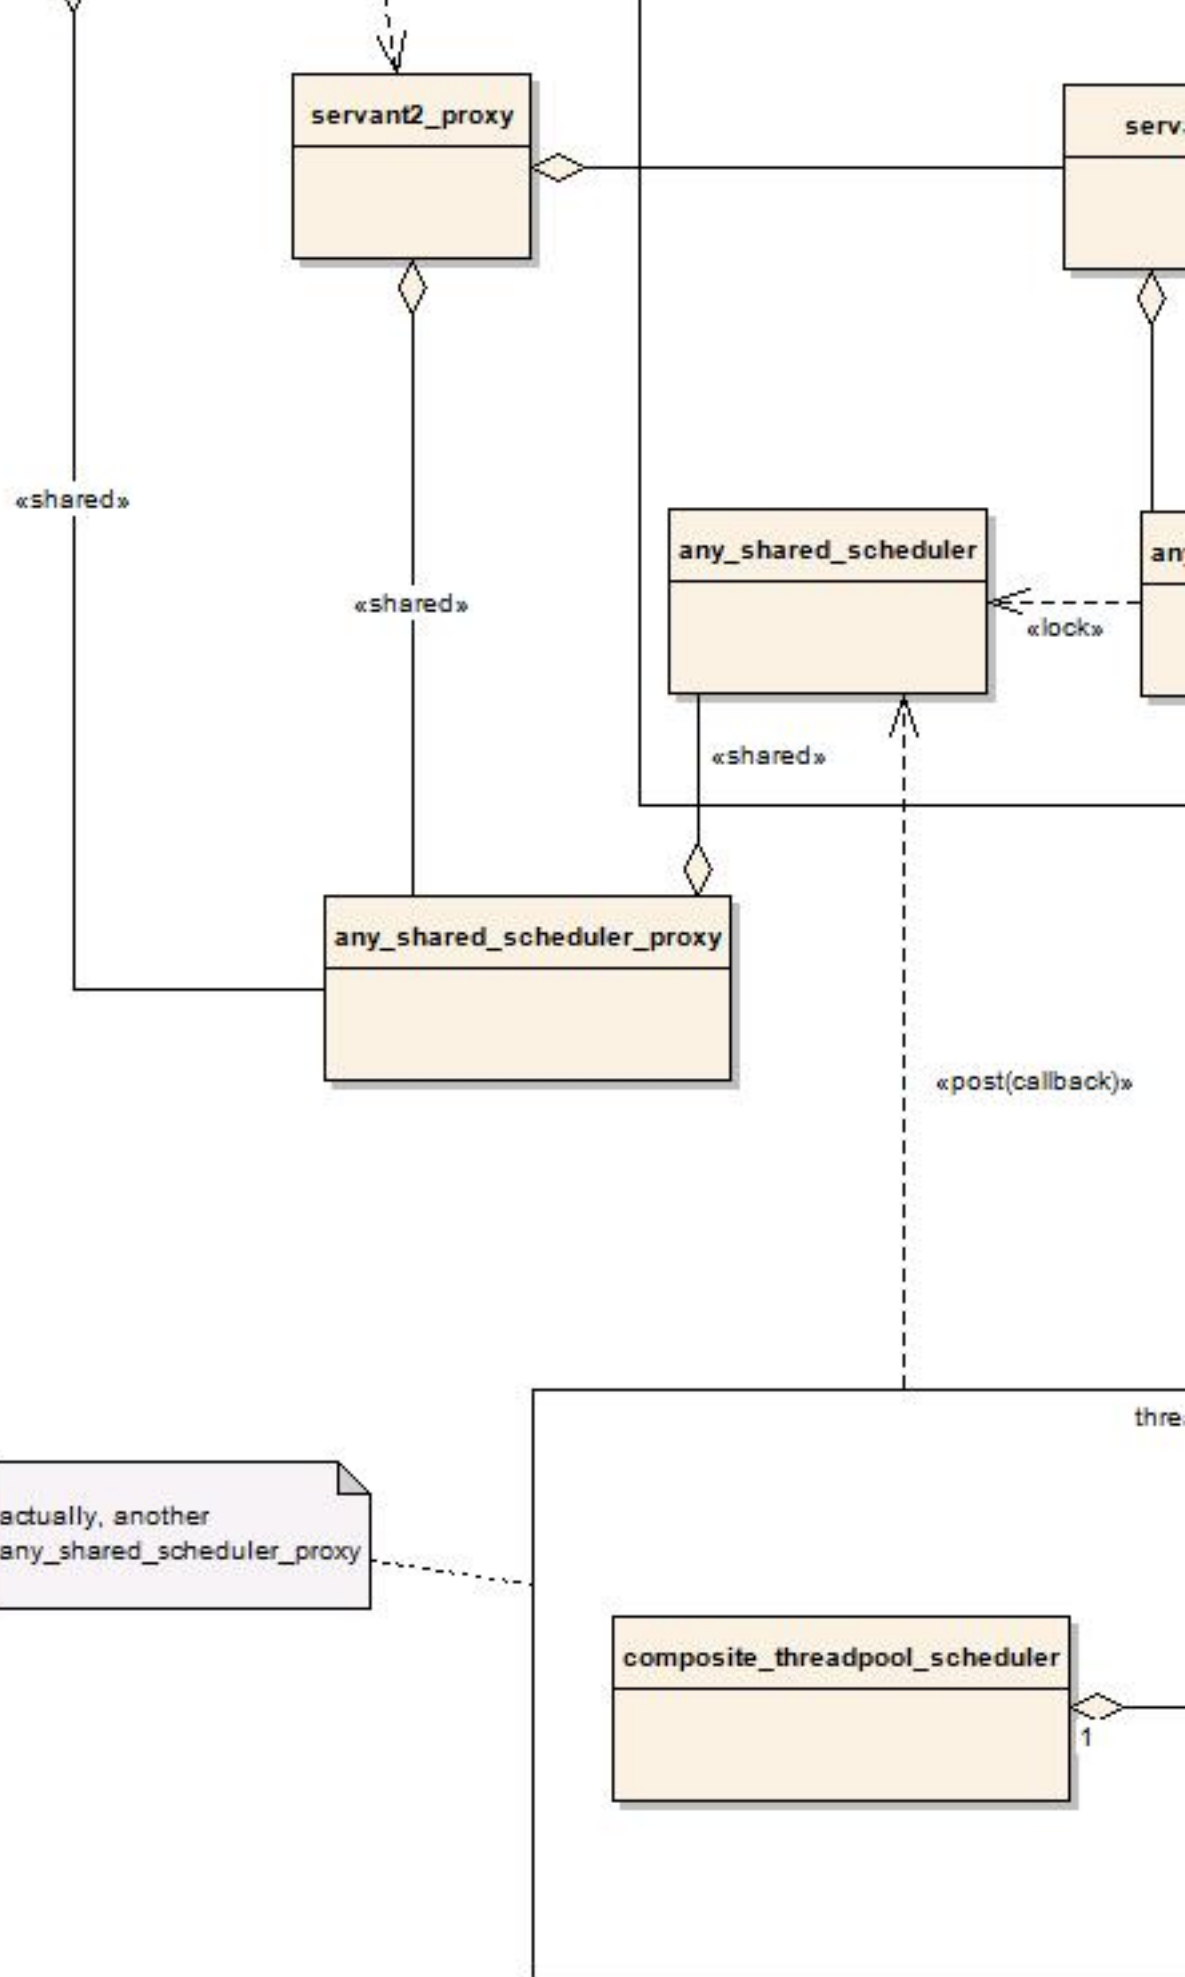 servant2_proxy
«shared»
any_shared_scheduler
«lock»
«shared»
«shared»
any_shared_scheduler_proxy
«post(callback)»
actually, another
any_shared_scheduler_proxy
composite_threadpool_scheduler
1